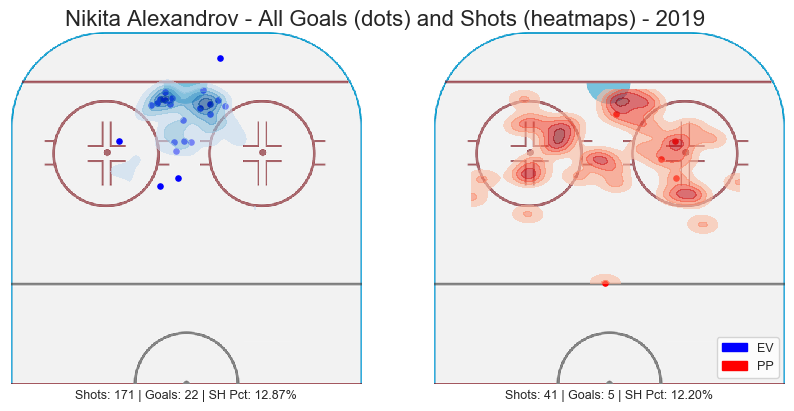 Nikita Alexandrov - All Goals (dots) and Shots (heatmaps) - 2019
EV
PP
Shots: 171 | Goals: 22 | SH Pct: 12.87%
Shots: 41 | Goals: 5 | SH Pct: 12.20%